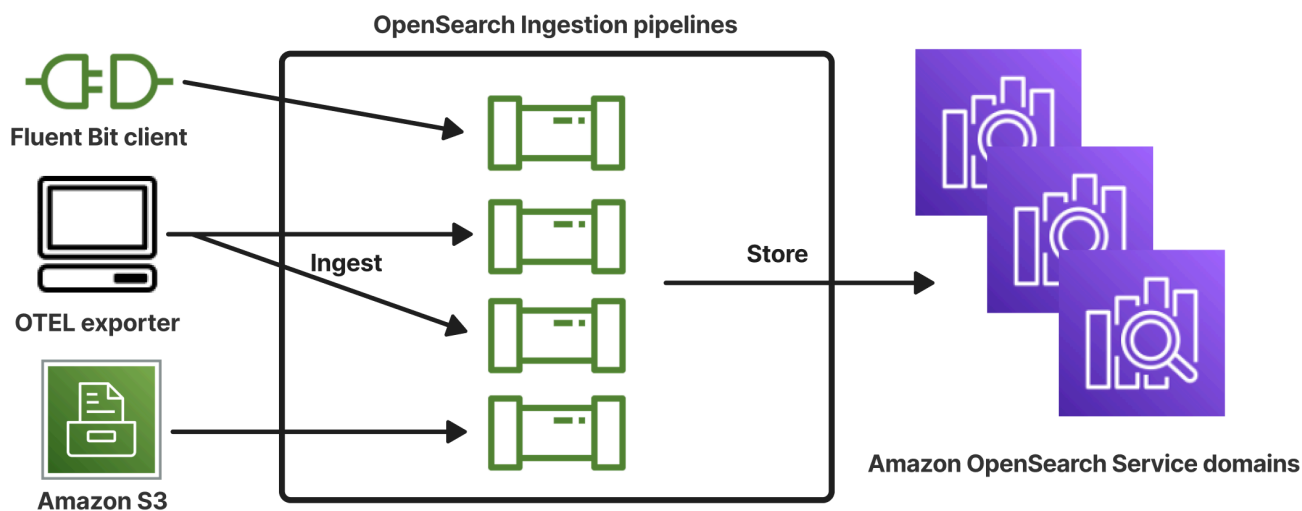 OpenSearch Ingestion pipelines
Fluent Bit client
OTEL exporter
Amazon S3
Ingest
Store
Amazon OpenSearch Service domains